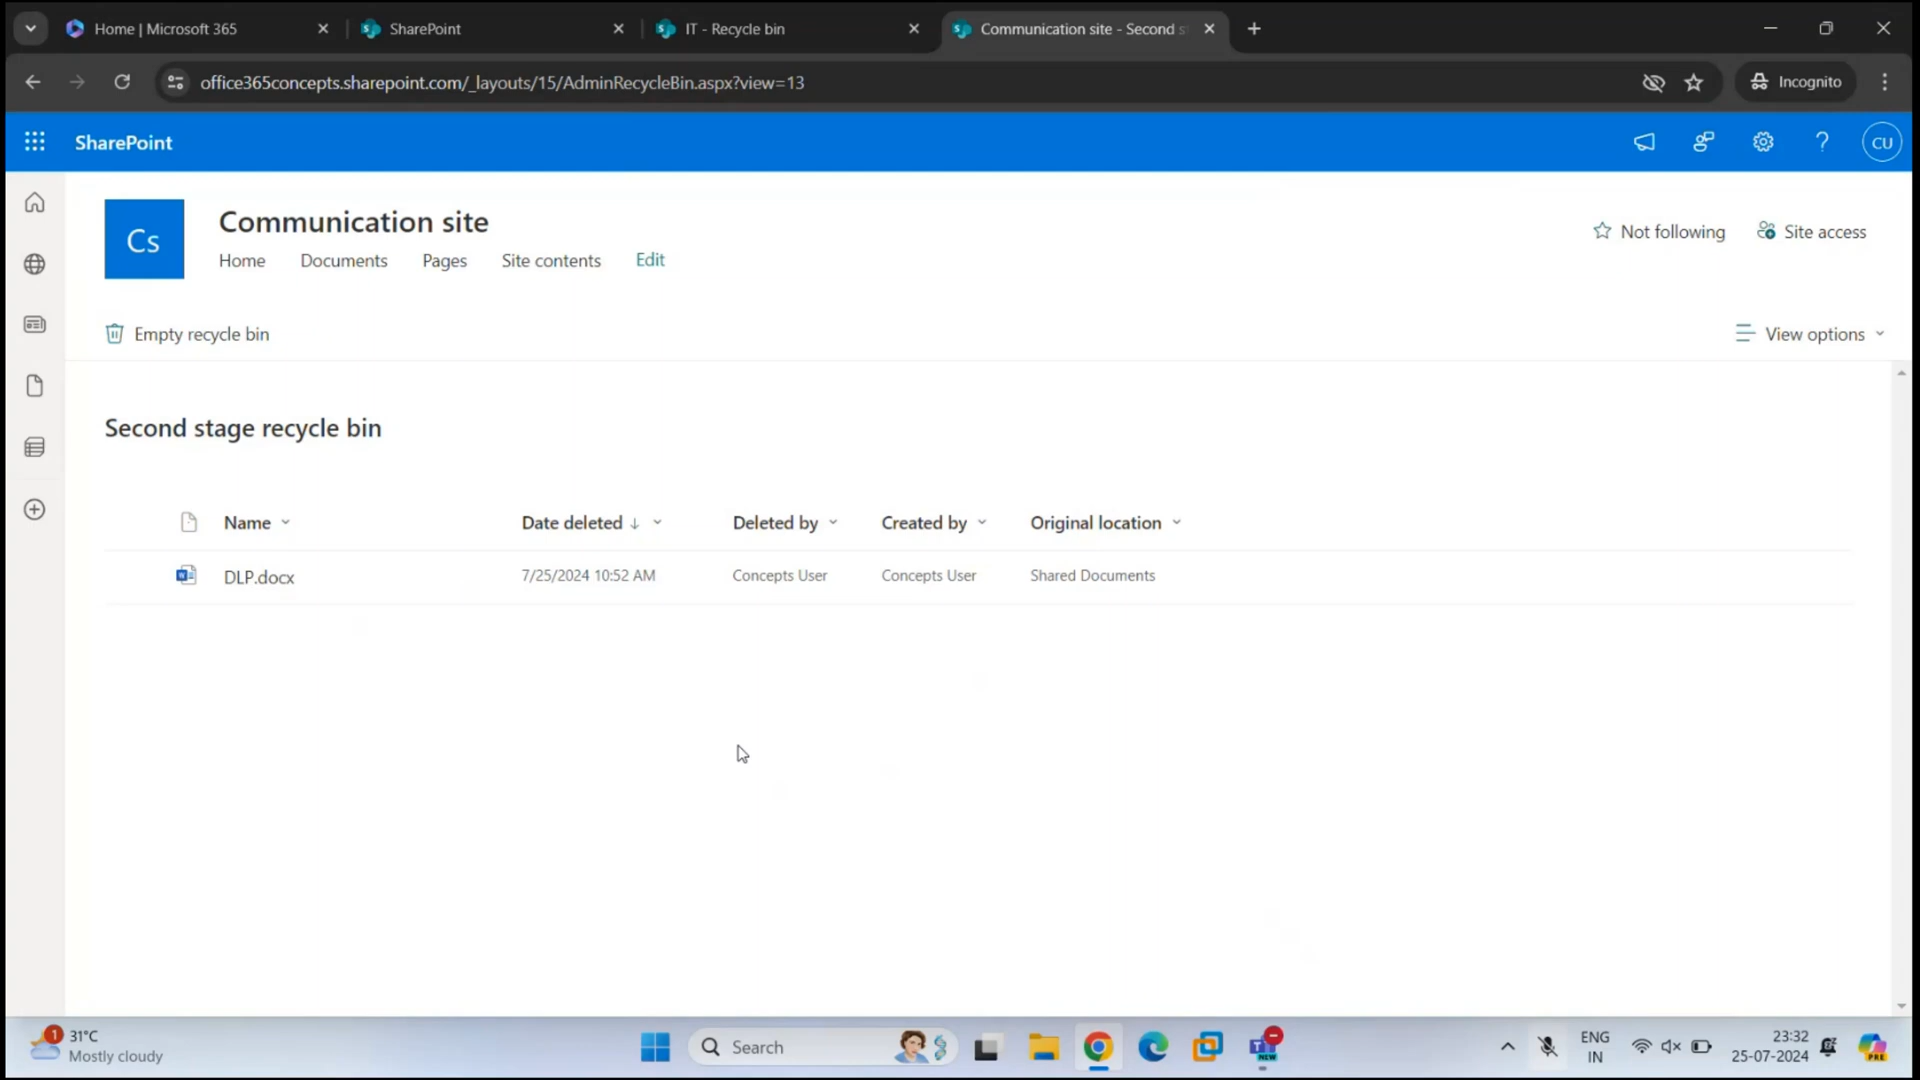 Home | Microsoft 365
SharePoint
IT - Recycle bin
Communication site - Second s
office365concepts.sharepoint.com/_layouts/15/AdminRecycleBin.aspx?view=13
Incognito
SharePoint
CU
Cs
Communication site
Home Documents Pages Site contents Edit
Not following
Site access
Empty recycle bin
View options
Second stage recycle bin
Name Date deleted Deleted by Created by Original location
DLP.docx 7/25/2024 10:52 AM Concepts User Concepts User Shared Documents
1
31°C
Mostly cloudy
Search
NEW
ENG
IN
23:32
25-07-2024
PRE